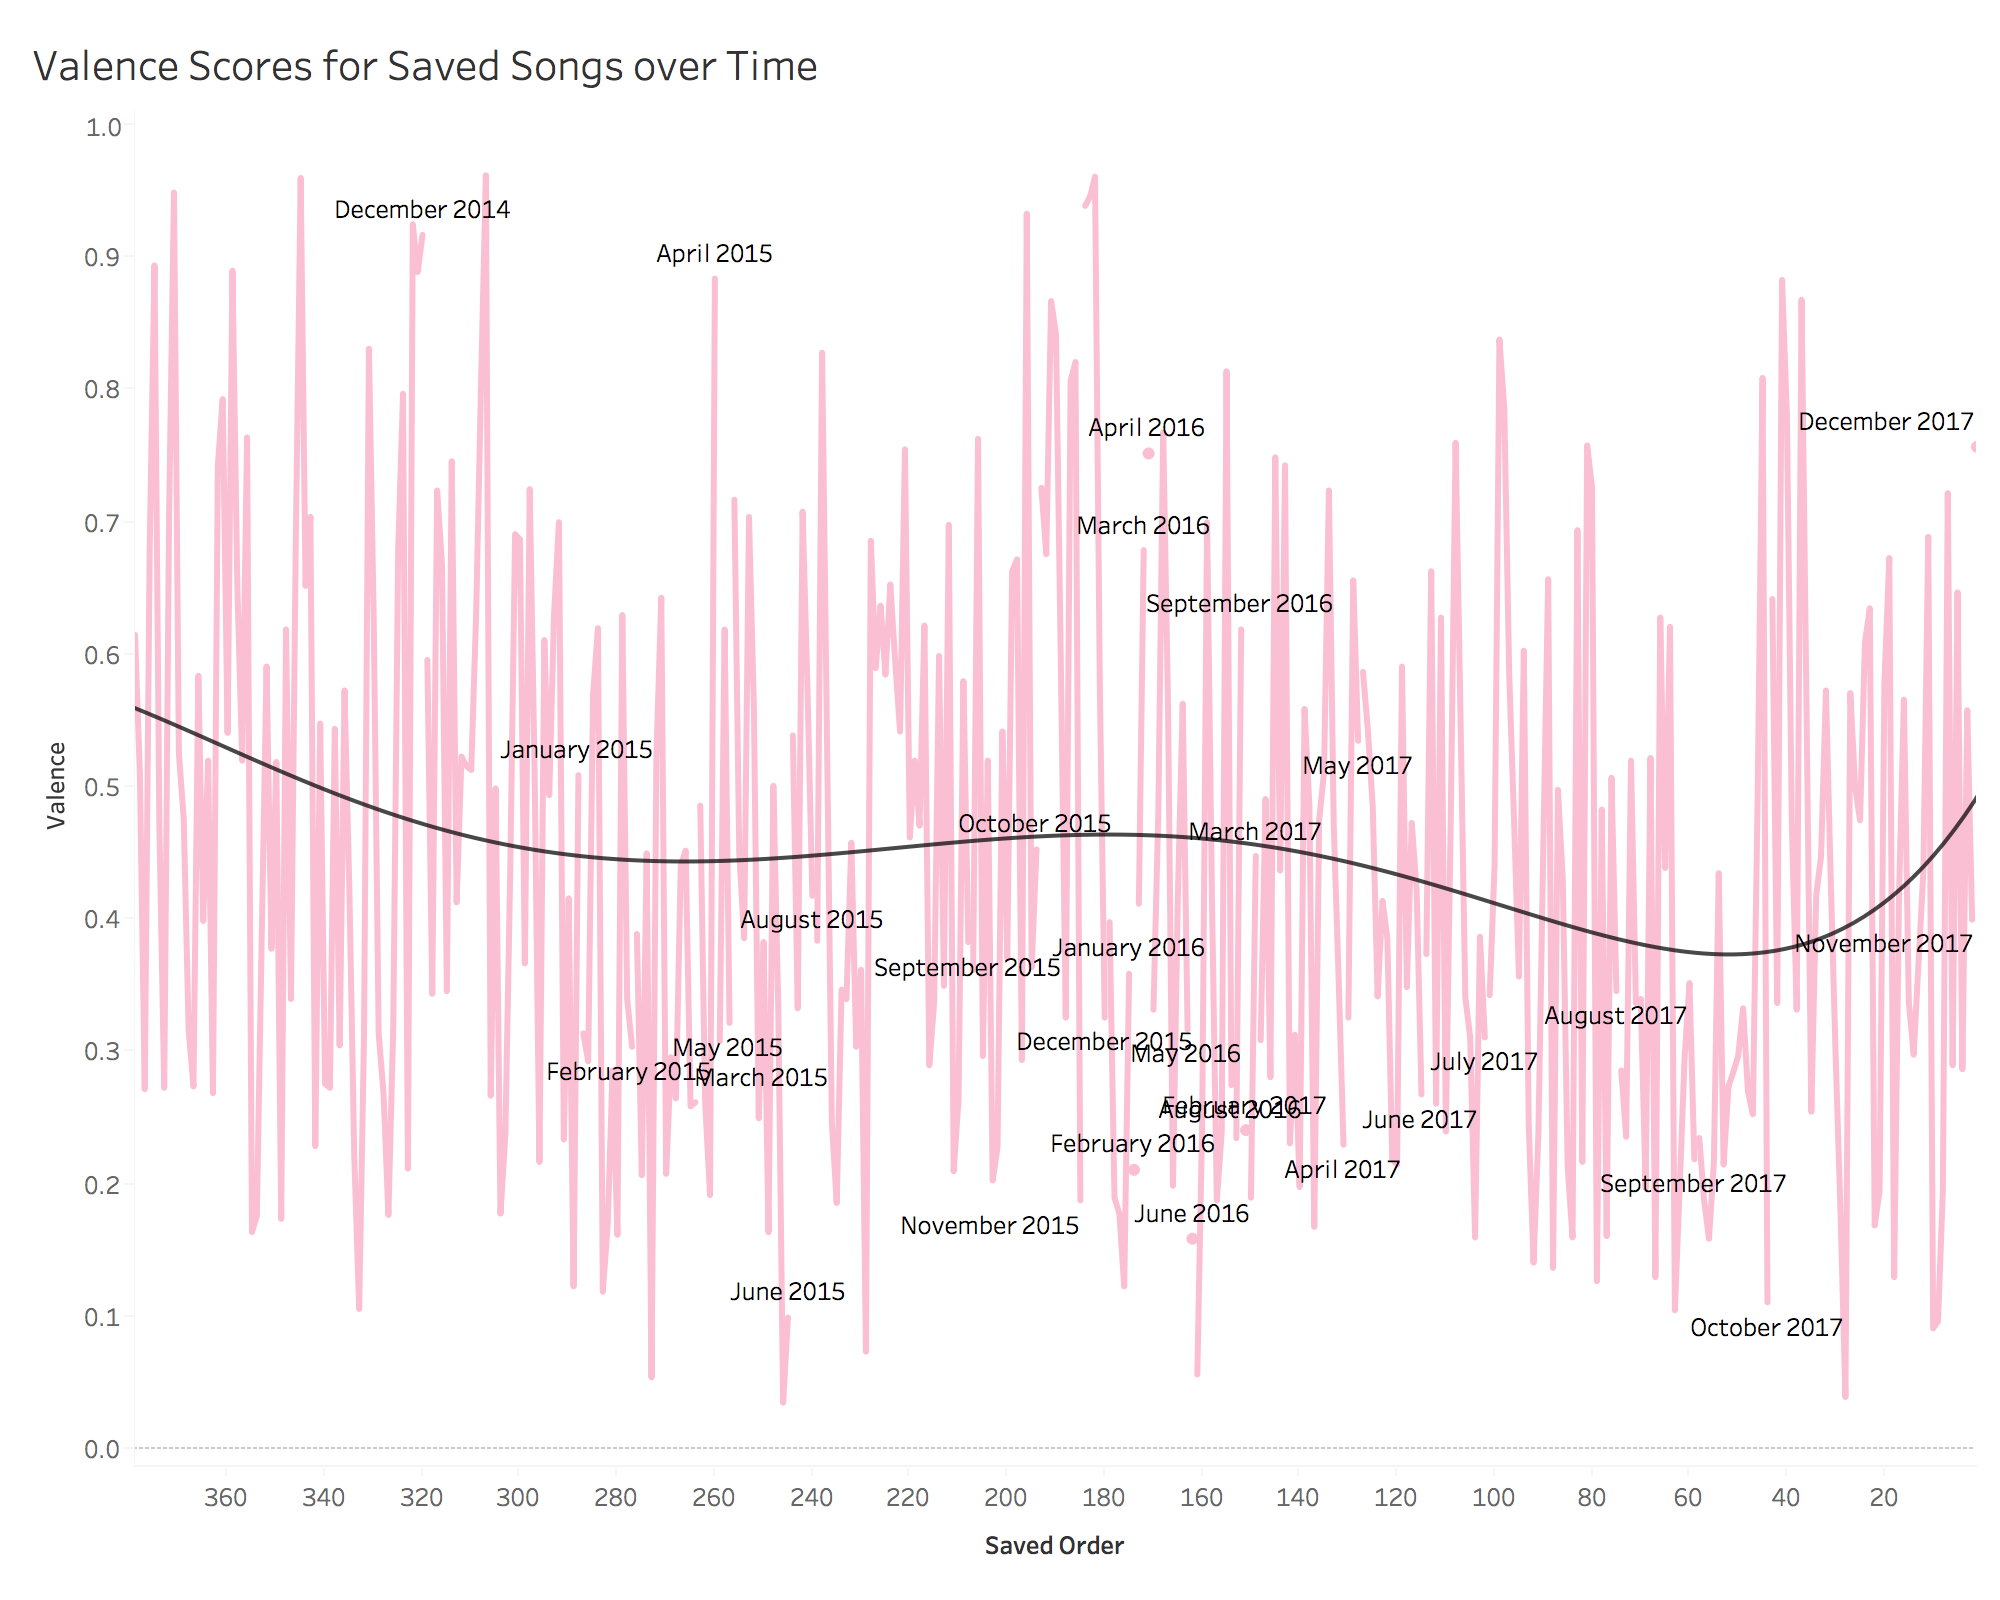 Valence Scores for Saved Songs over Time
1.0
December 2014
April 2015
0.9
0.8
April 2016
December 2017
0.7
March 2016
September 2016
0.6
January 2015
May 2017
0.5
Valence
October 2015
March 2017
0.4
August 2015
January 2016
November 2017
September 2015
August 2017
0.3
December 2015
May 2015
May 2016
July 2017
February 2015
March 2015
February 2017
August 2016
June 2017
February 2016
April 2017
0.2
September 2017
November 2015
June 2016
June 2015
0.1
October 2017
0.0
360 340 320 300 280 260 240 220 200 180 160 140 120 100 80 60 40 20
Saved Order